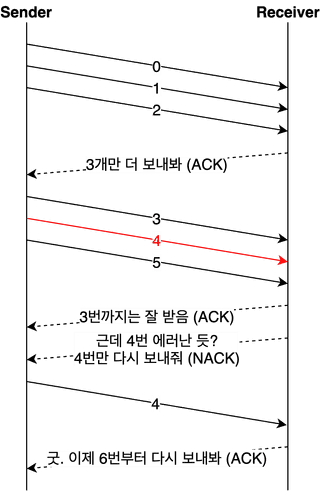 Sender
Receiver
0
1
2
3개만 더 보내봐 (ACK)
3
4
5
3번까지는 잘 받음 (ACK)
근데 4번 에러난 듯?
4번만 다시 보내줘 (NACK)
4
굿. 이제 6번부터 다시 보내봐 (ACK)